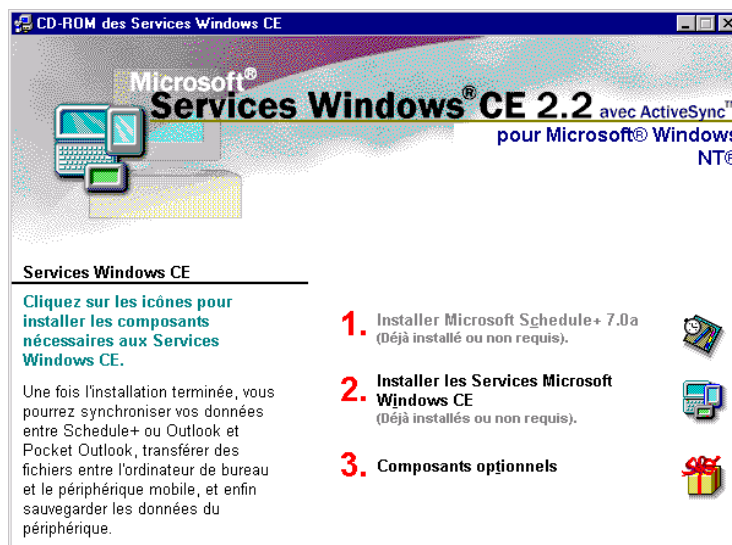 CD-ROM des Services Windows CE
Microsoft®
Services Windows® CE 2.2 avec ActiveSync™
pour Microsoft® Windows
NT®
Services Windows CE
Cliquez sur les icônes pour
installer les composants
nécessaires aux Services
Windows CE.
Une fois l'installation terminée, vous
pourrez synchroniser vos données
entre Schedule+ ou Outlook et
Pocket Outlook, transférer des
fichiers entre l'ordinateur de bureau
et le périphérique mobile, et enfin
sauvegarder les données du
périphérique.
1. Installer Microsoft Schedule+ 7.0a
(Déjà installé ou non requis).
2. Installer les Services Microsoft
Windows CE
(Déjà installés ou non requis).
3. Composants optionnels